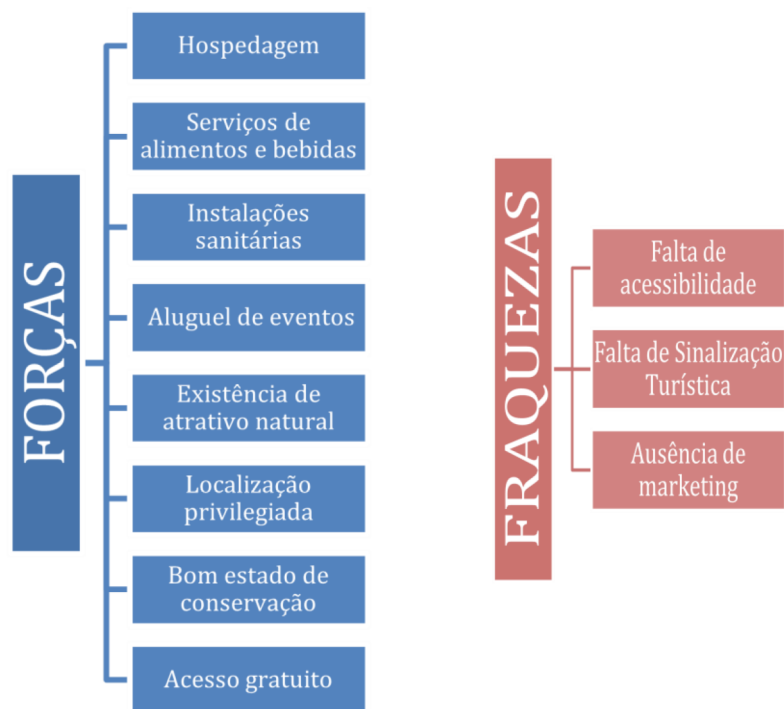 FORÇAS
Hospedagem
Serviços de
alimentos e bebidas
Instalações
sanitárias
Aluguel de eventos
Existência de
atrativo natural
Localização
privilegiada
Bom estado de
conservação
Acesso gratuito
FRAQUEZAS
Falta de
acessibilidade
Falta de Sinalização
Turística
Ausência de
marketing